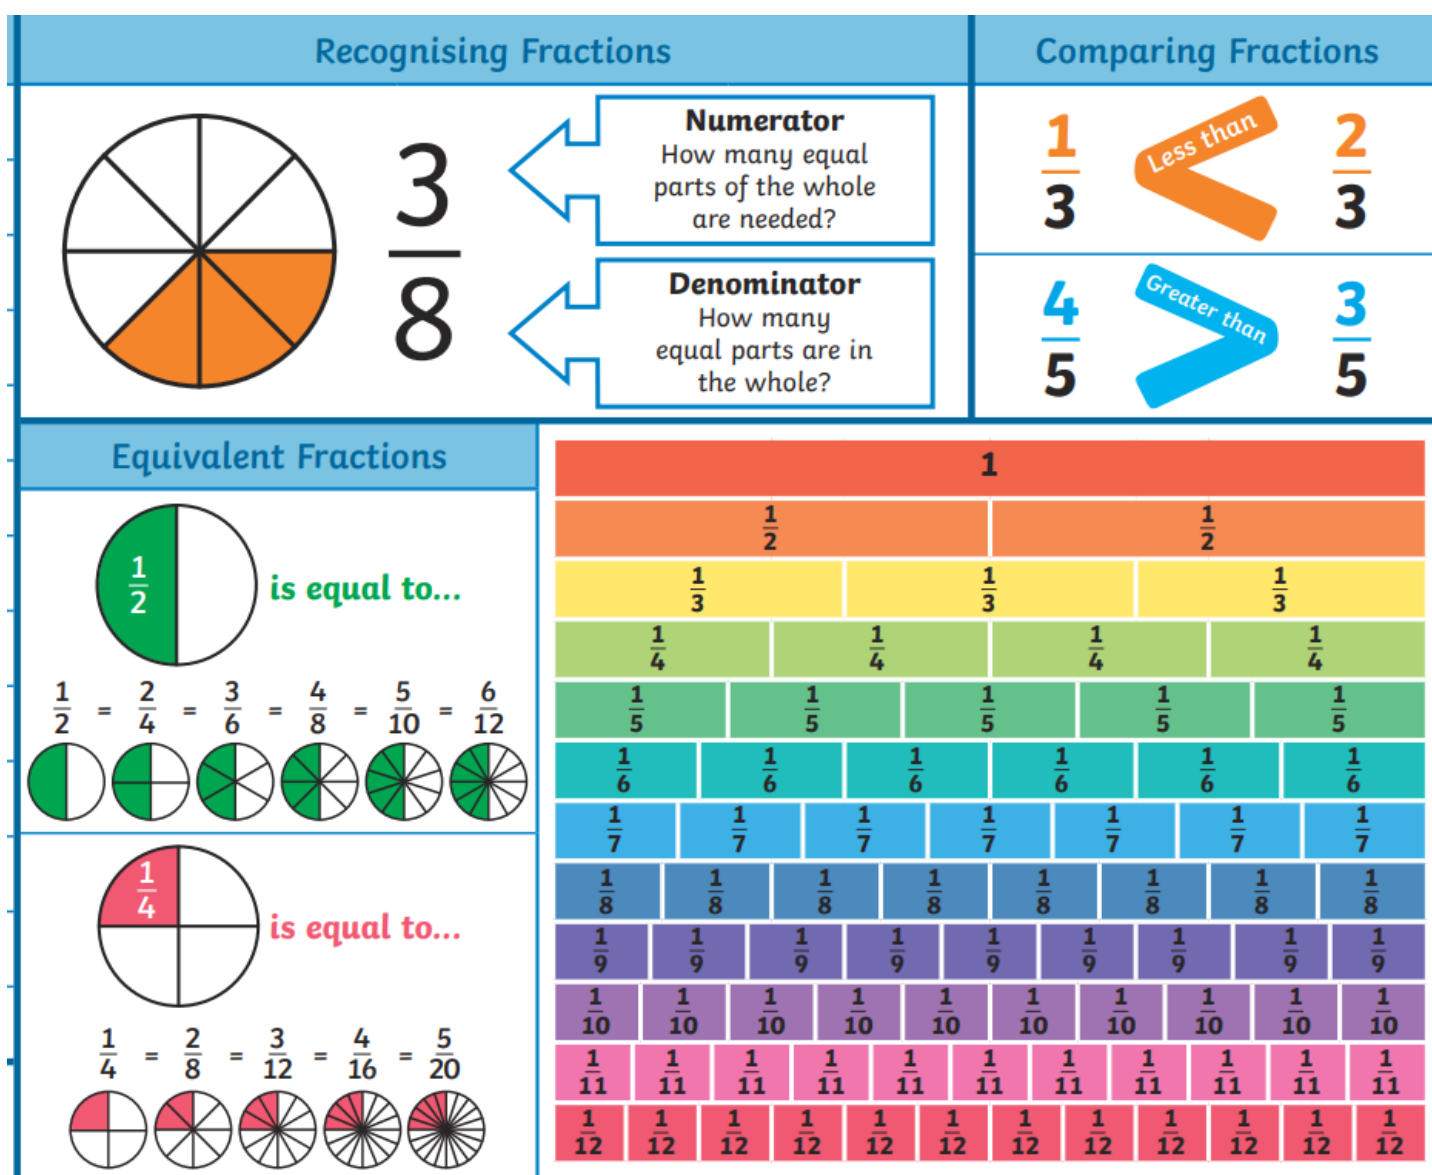 Recognising Fractions
3
8
Numerator
How many equal
parts of the whole
are needed?
Denominator
How many
equal parts are in
the whole?
Comparing Fractions
1/3 Less than 2/3
4/5 Greater than 3/5
Equivalent Fractions
1/2 is equal to...
1/2 = 2/4 = 3/6 = 4/8 = 5/10 = 6/12
1/4 is equal to...
1/4 = 2/8 = 3/12 = 4/16 = 5/20
1
1/2 1/2
1/3 1/3 1/3
1/4 1/4 1/4 1/4
1/5 1/5 1/5 1/5 1/5
1/6 1/6 1/6 1/6 1/6 1/6
1/7 1/7 1/7 1/7 1/7 1/7 1/7
1/8 1/8 1/8 1/8 1/8 1/8 1/8 1/8
1/9 1/9 1/9 1/9 1/9 1/9 1/9 1/9 1/9
1/10 1/10 1/10 1/10 1/10 1/10 1/10 1/10 1/10 1/10
1/11 1/11 1/11 1/11 1/11 1/11 1/11 1/11 1/11 1/11 1/11
1/12 1/12 1/12 1/12 1/12 1/12 1/12 1/12 1/12 1/12 1/12 1/12